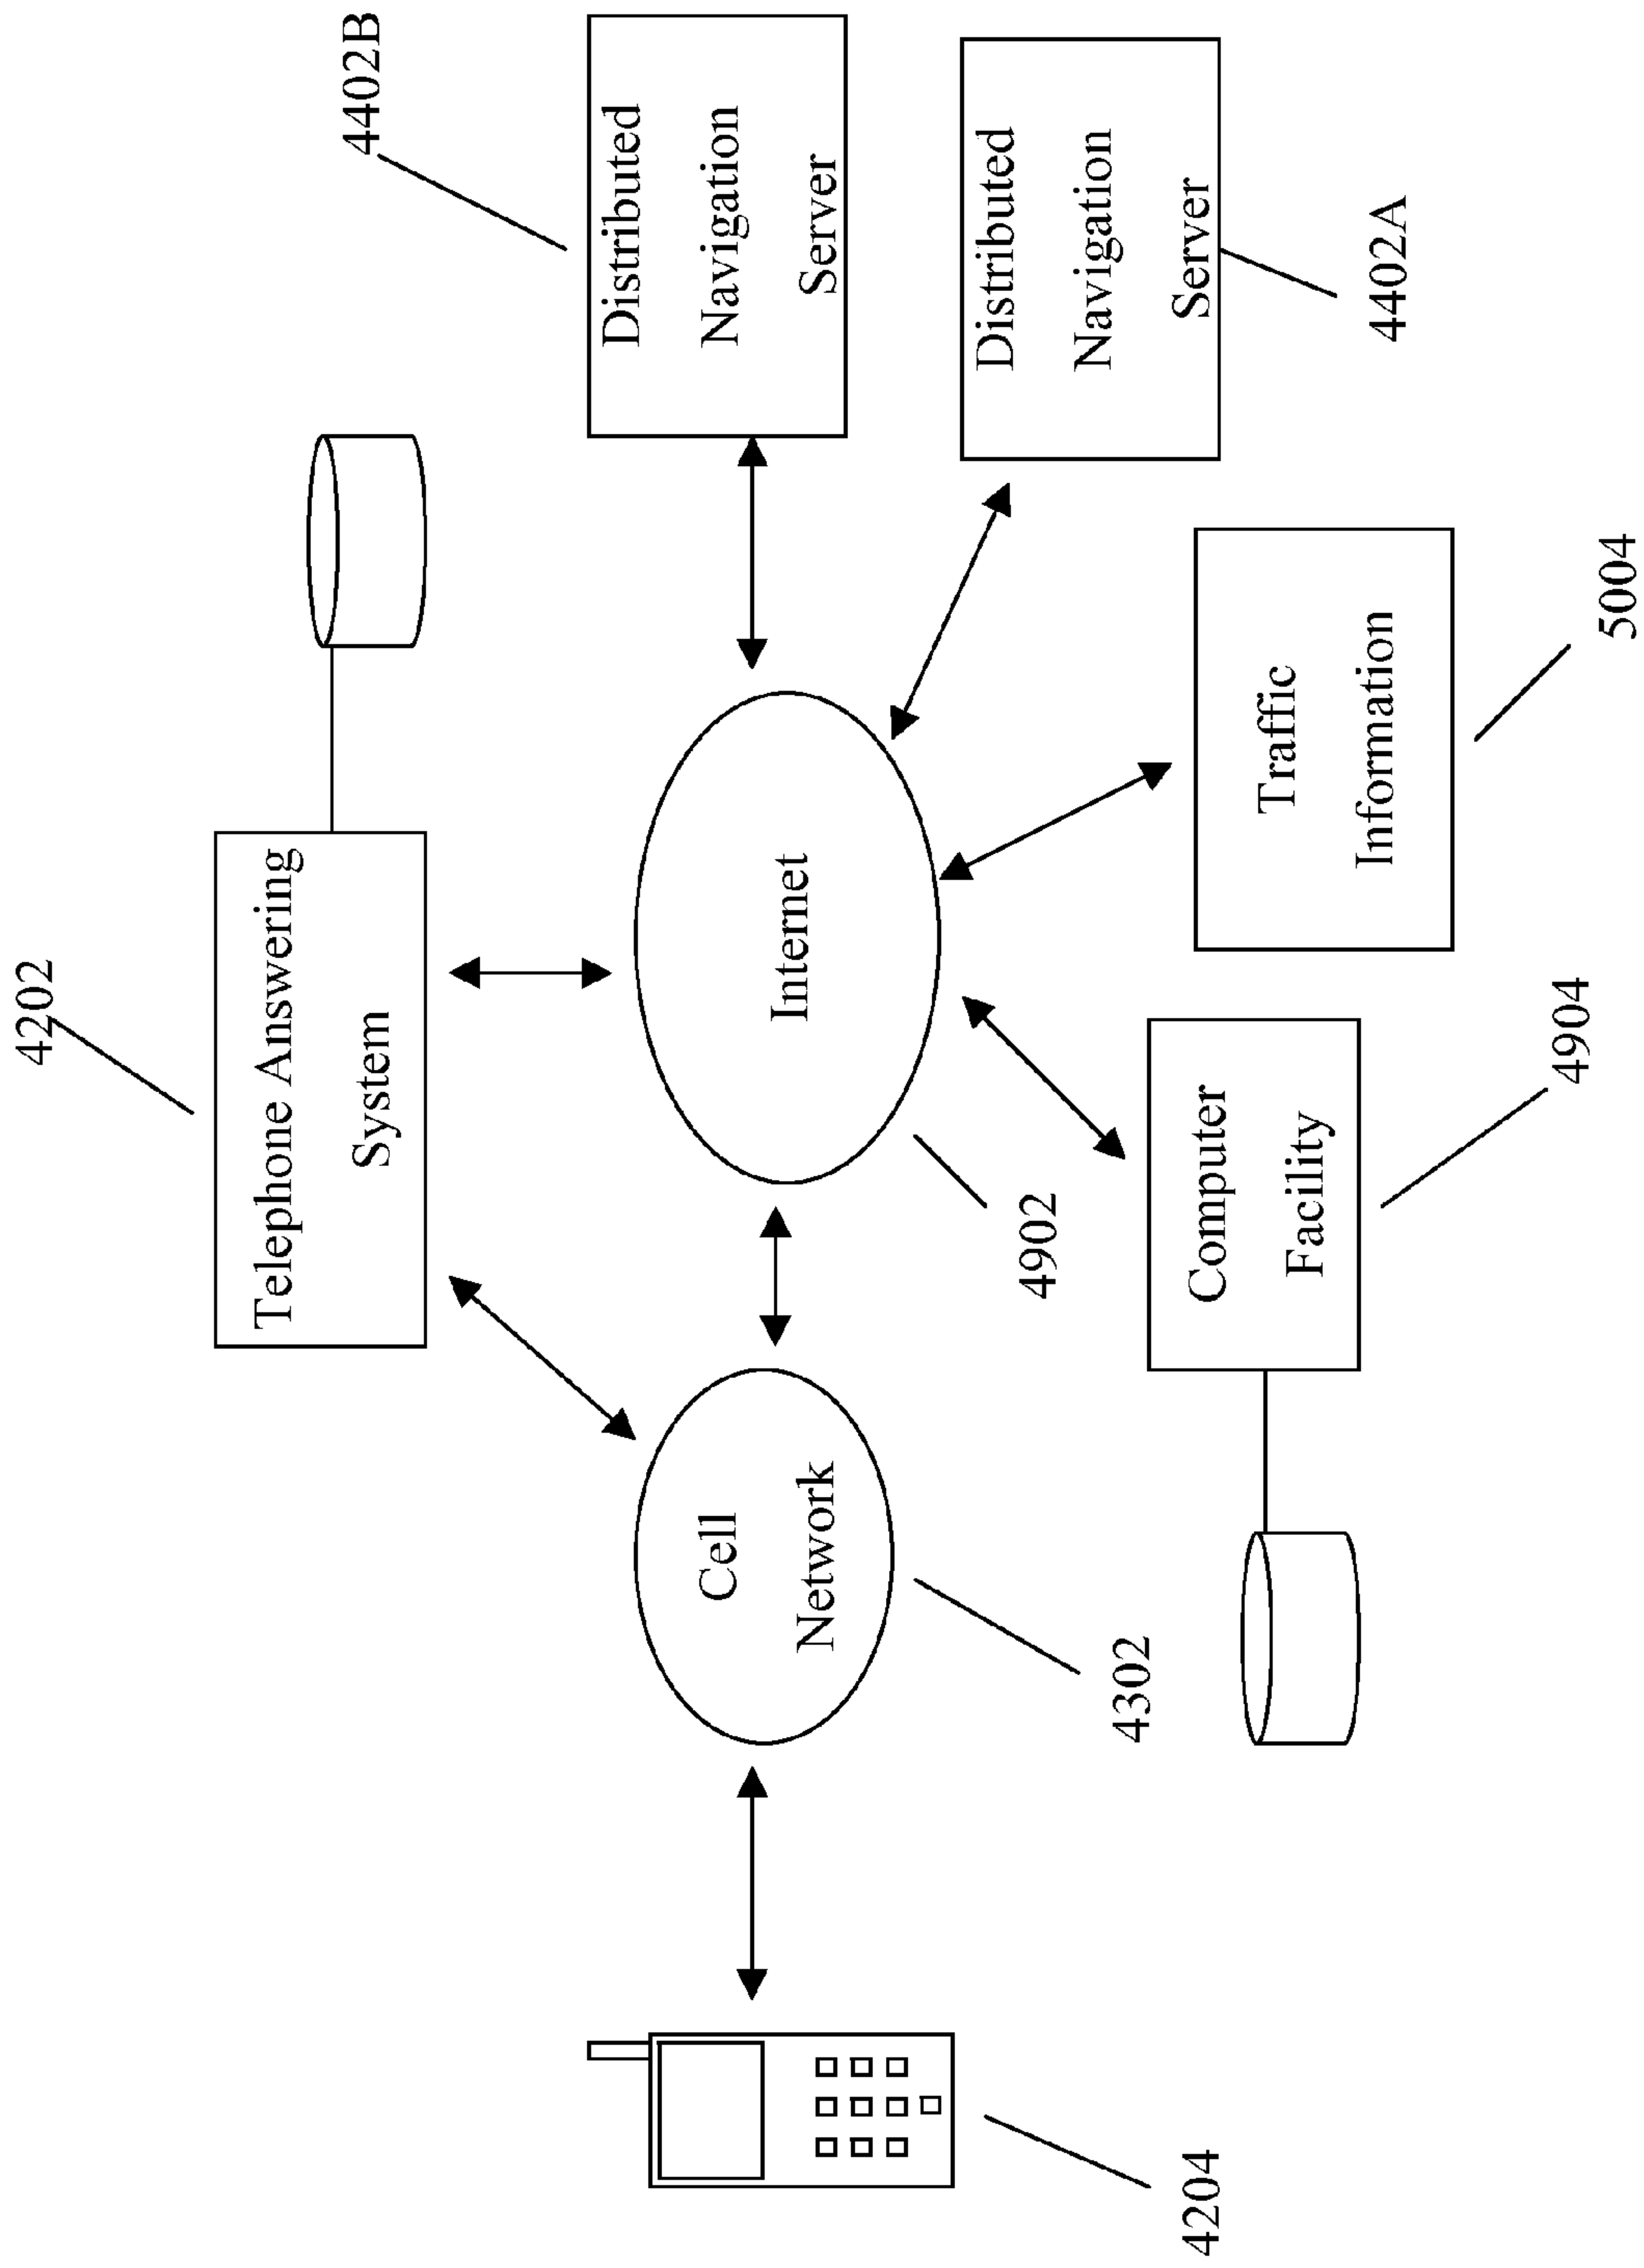 4202
Telephone Answering
System
4402B
Distributed
Navigation
Server
Cell
Network
Internet
Distributed
Navigation
Server
4402A
4902
4302
Computer
Facility
Traffic
Information
4204
4904
5004